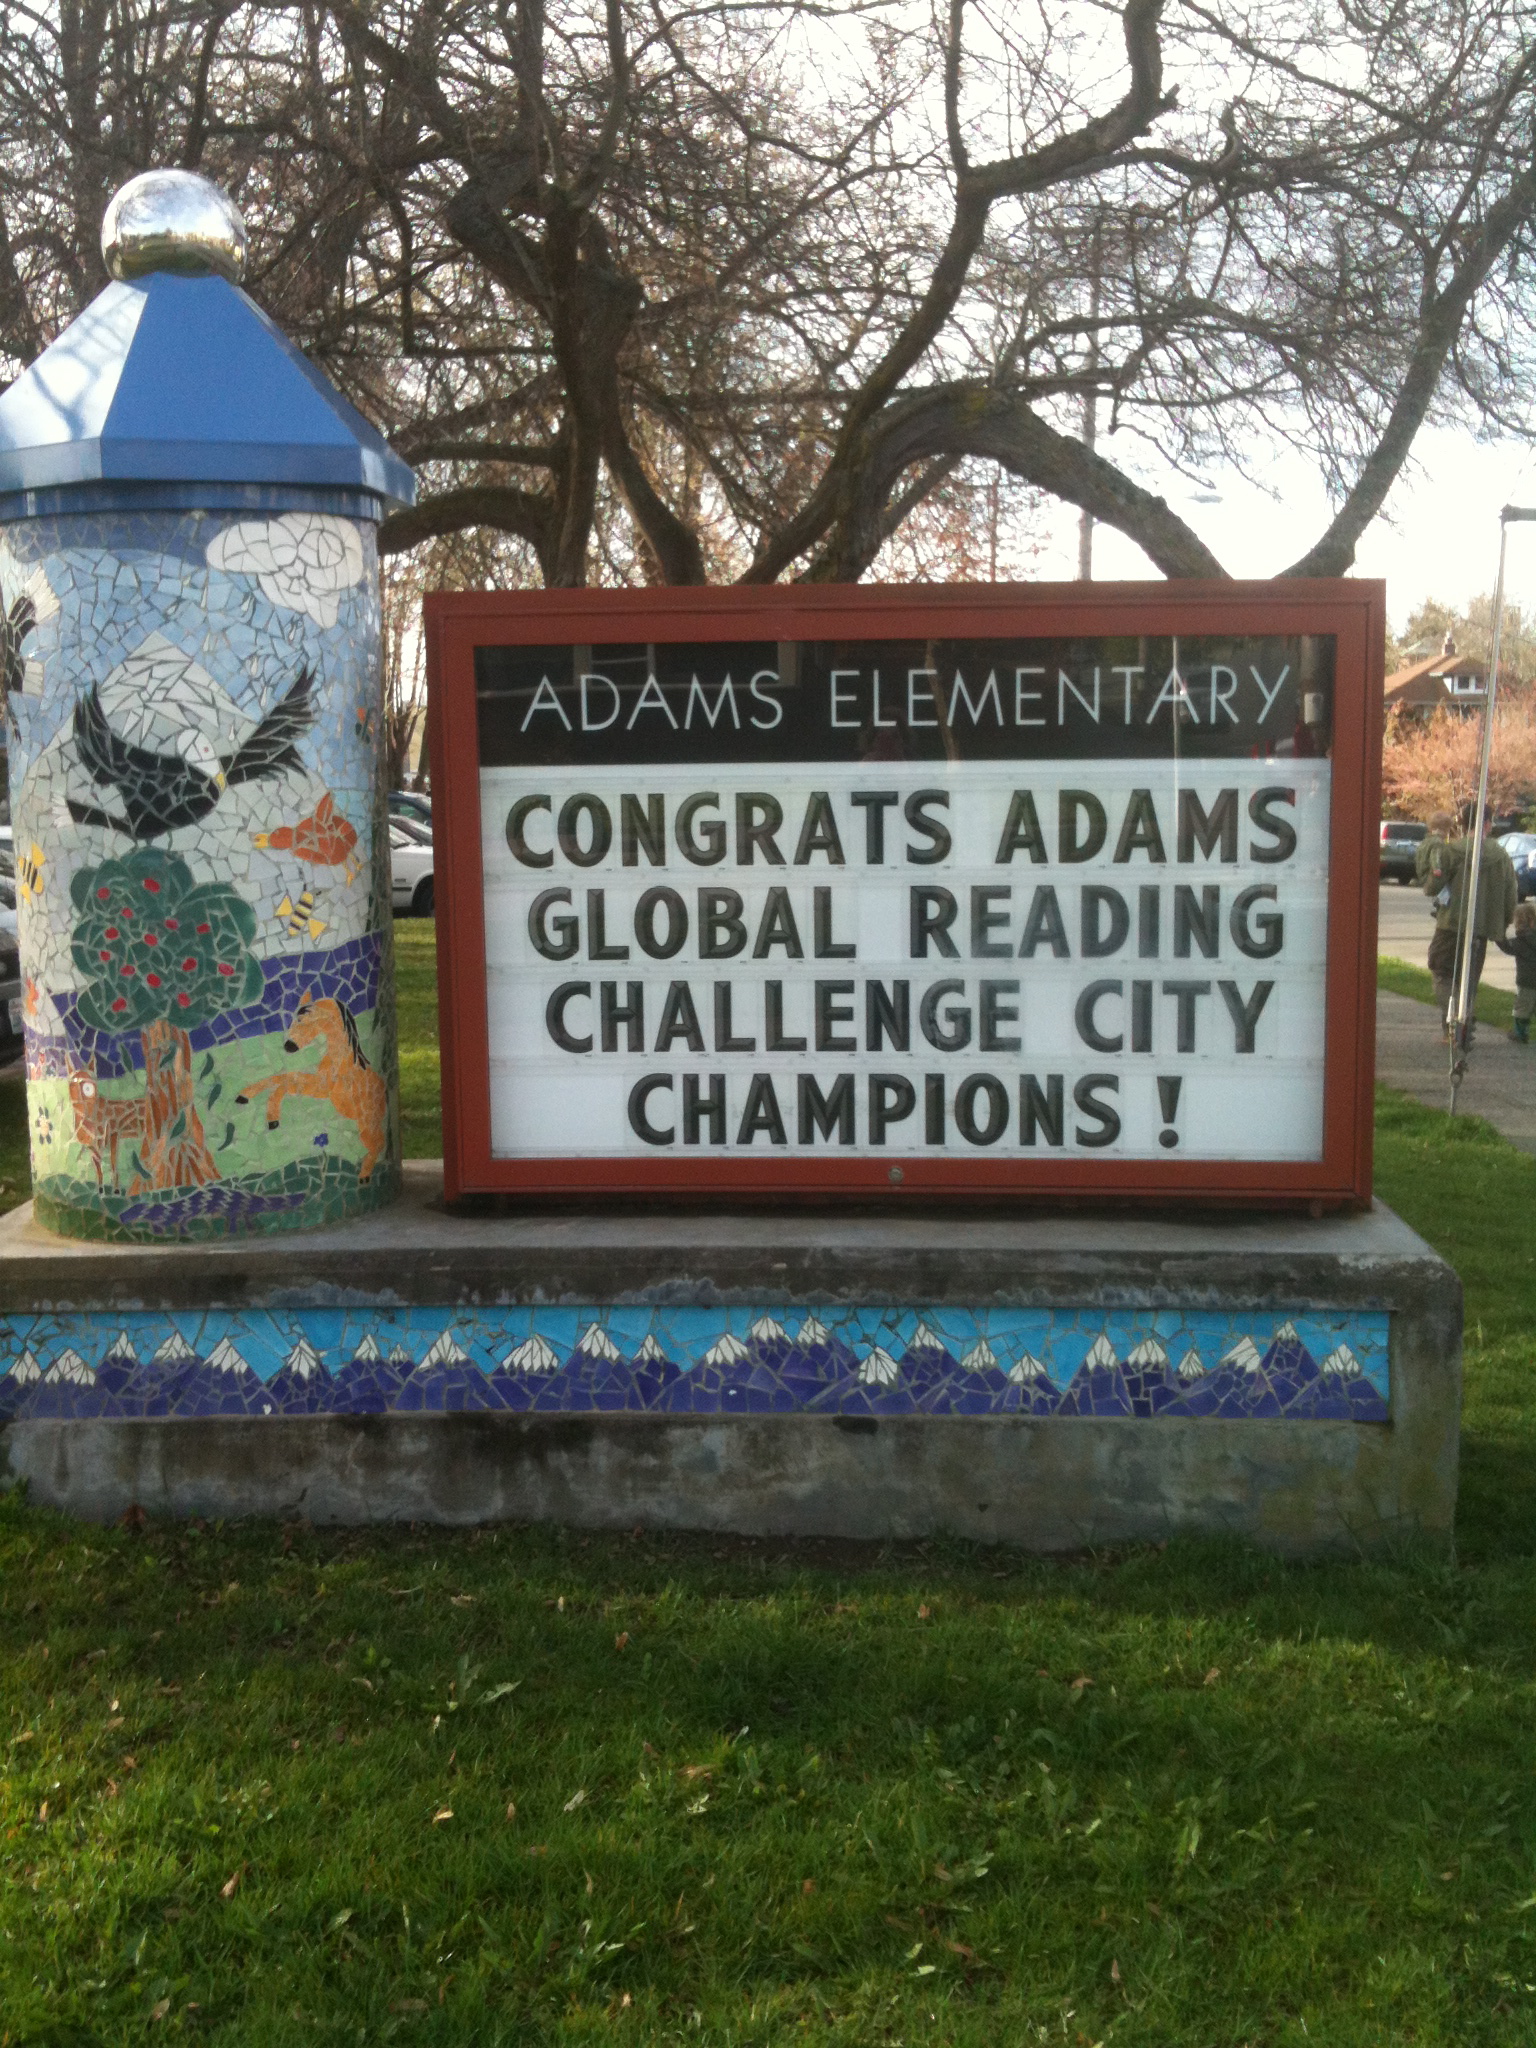 ADAMS ELEMENTARY
CONGRATS ADAMS
GLOBAL READING
CHALLENGE CITY
CHAMPIONS !